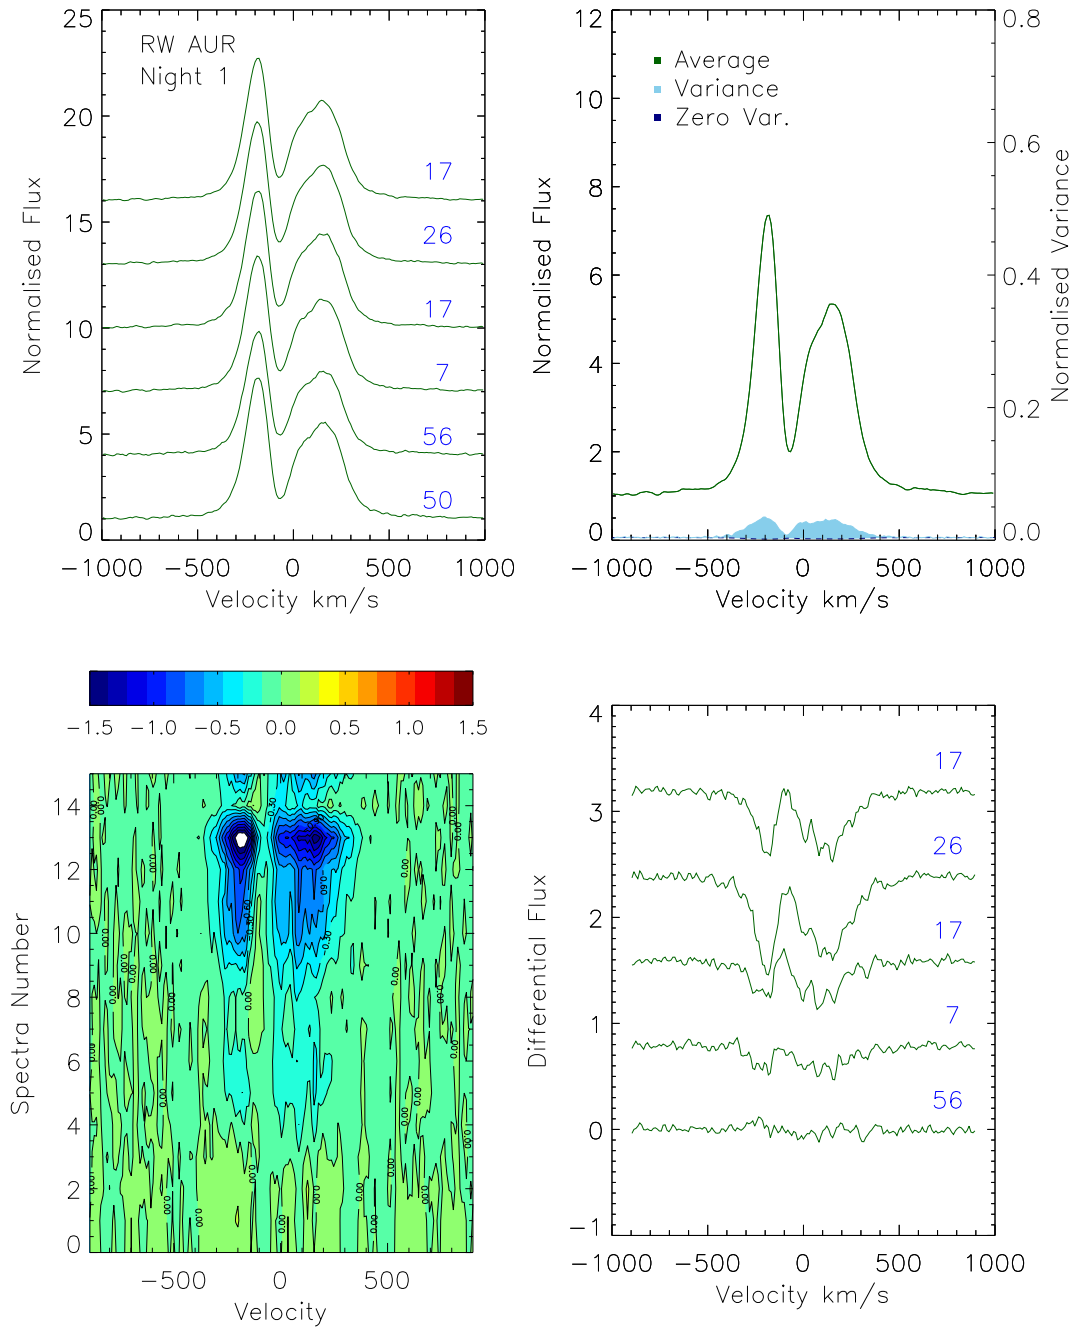 RW AUR
Night 1
25
20
15
10
5
0
17
26
17
7
56
50
Normalised Flux
−1000 −500 0 500 1000
Velocity km/s
Average
Variance
Zero Var.
12
10
8
6
4
2
0
Normalised Flux
0.8
0.6
0.4
0.2
0.0
Normalised Variance
−1000 −500 0 500 1000
Velocity km/s
−1.5 −1.0 −0.5 0.0 0.5 1.0 1.5
14
12
10
8
6
4
2
0
Spectra Number
−500 0 500
Velocity
4
3
2
1
0
−1
17
26
17
7
56
Differential Flux
−1000 −500 0 500 1000
Velocity km/s